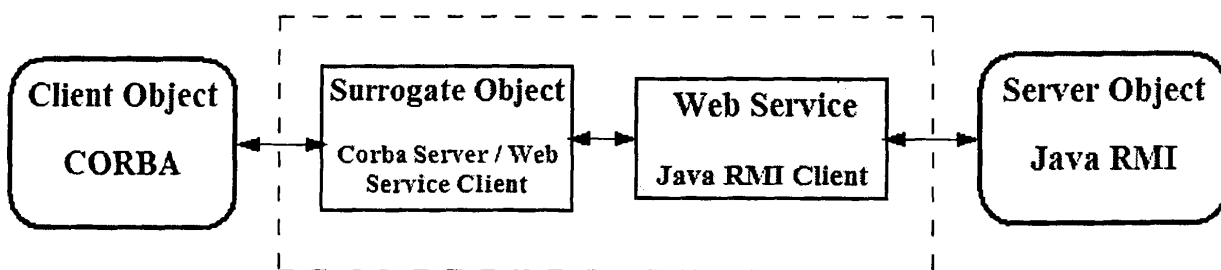 Client Object
CORBA
Surrogate Object
Corba Server / Web
Service Client
Web Service
Java RMI Client
Server Object
Java RMI